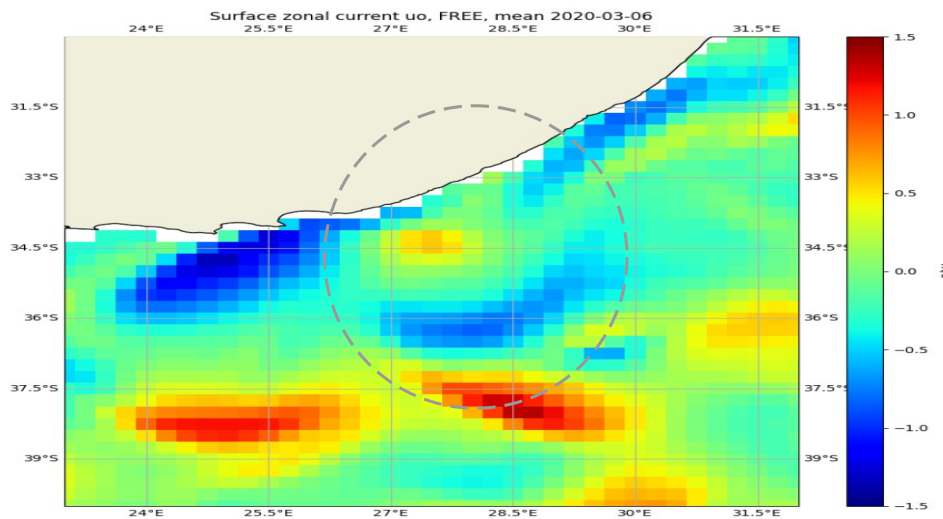 Surface zonal current uo, FREE, mean 2020-03-06
24°E 25.5°E 27°E 28.5°E 30°E 31.5°E
31.5°S 31.5°S
33°S 33°S
34.5°S 34.5°S
36°S 36°S
37.5°S 37.5°S
39°S 39°S
24°E 25.5°E 27°E 28.5°E 30°E 31.5°E
1.5
1.0
0.5
0.0
−0.5
−1.0
−1.5